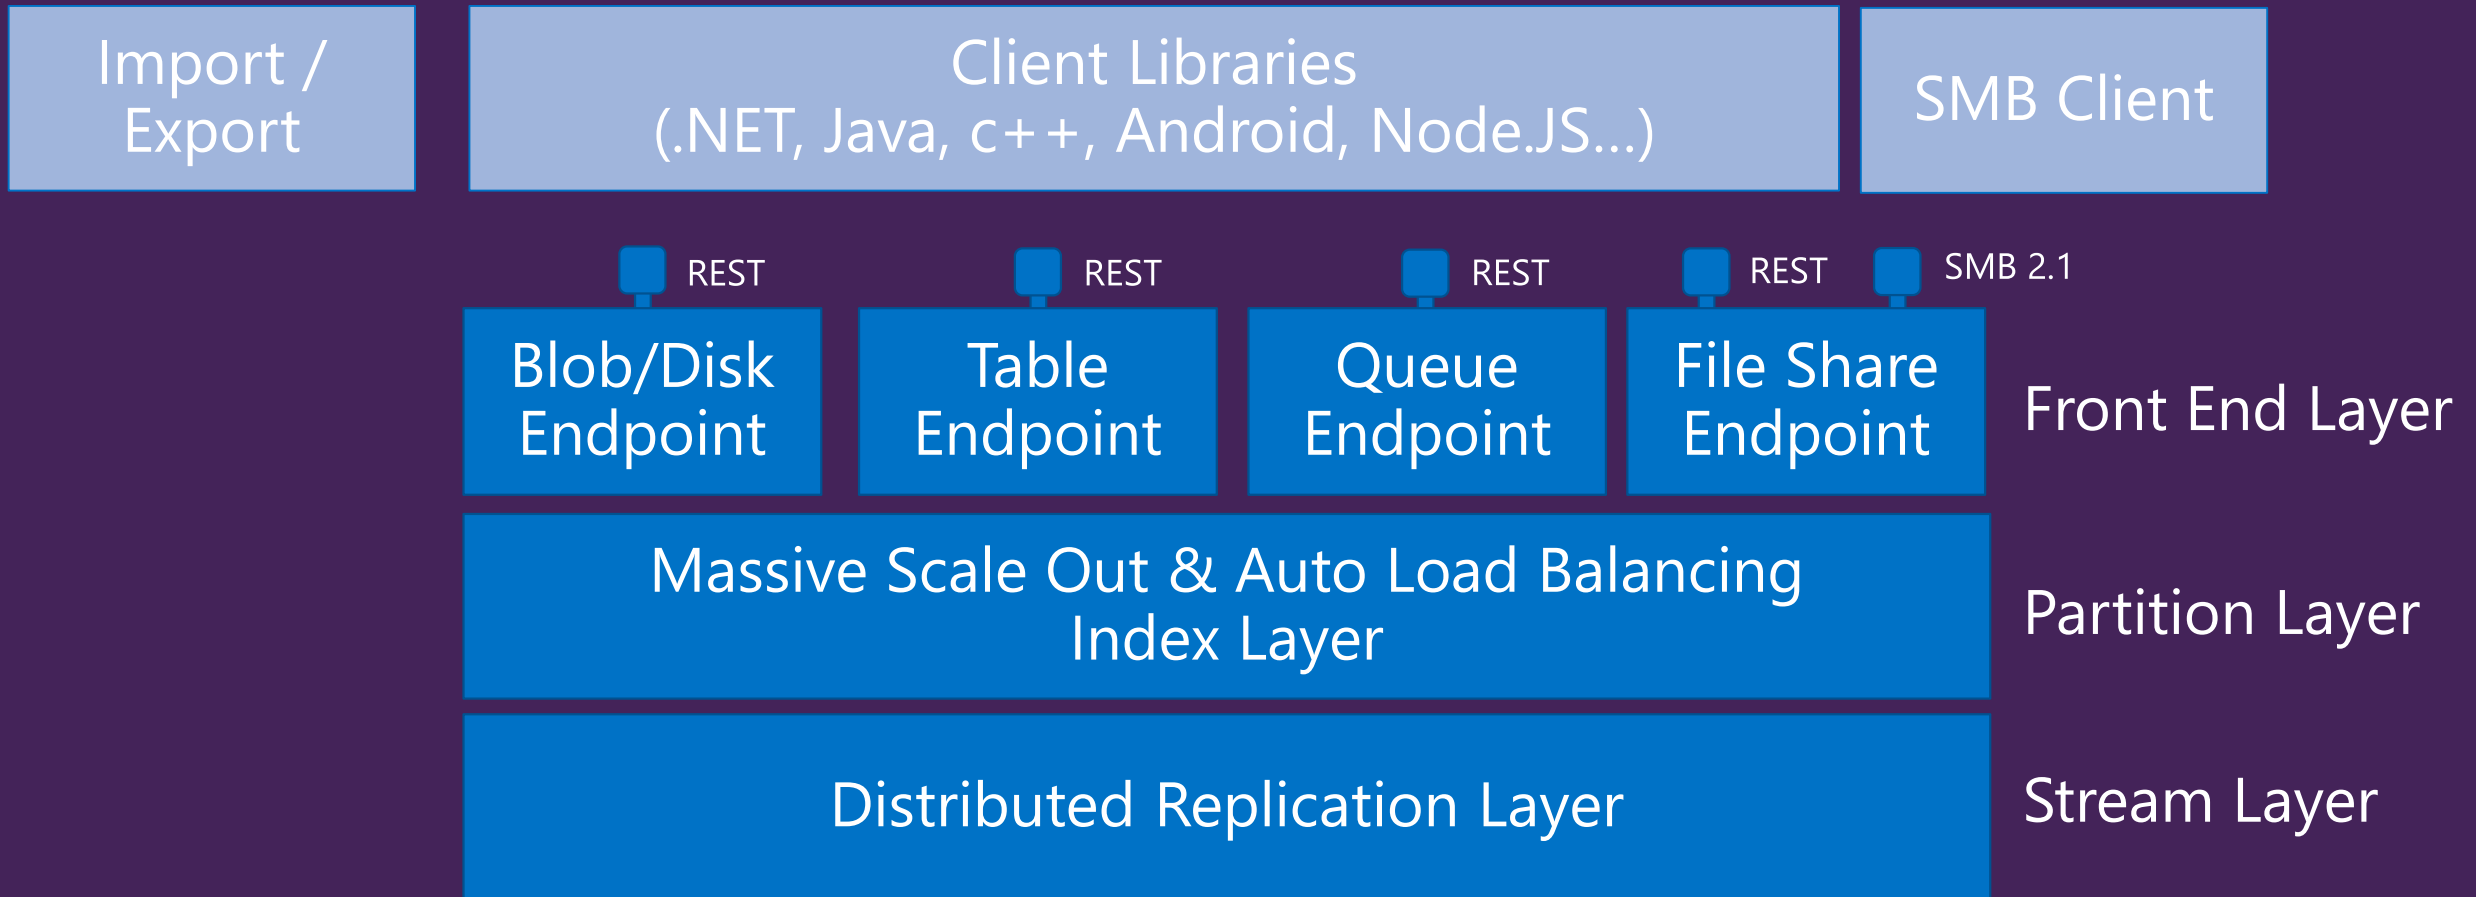 Import /
Export
Client Libraries
(.NET, Java, c++, Android, Node.JS...)
SMB Client
REST
REST
REST
REST
SMB 2.1
Blob/Disk
Endpoint
Table
Endpoint
Queue
Endpoint
File Share
Endpoint
Front End Layer
Massive Scale Out & Auto Load Balancing
Index Layer
Partition Layer
Distributed Replication Layer
Stream Layer